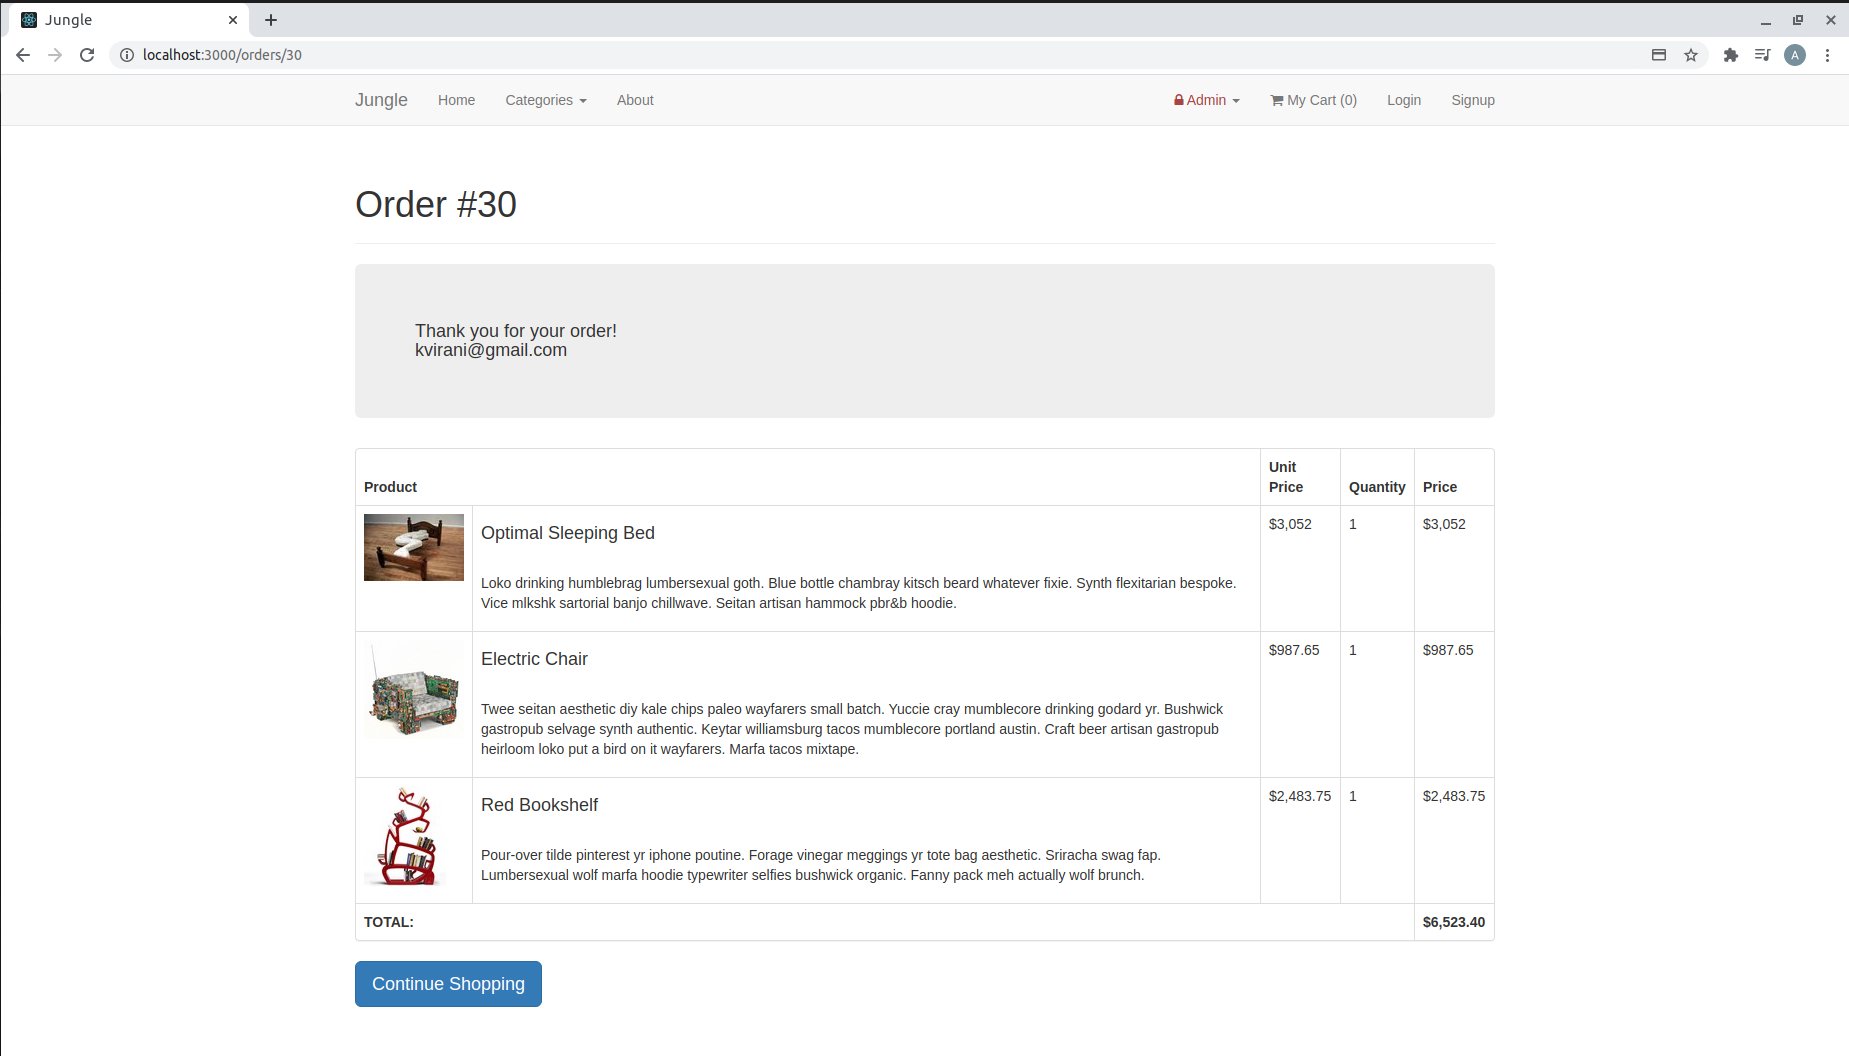 Jungle
localhost:3000/orders/30
A
Jungle Home Categories About Admin My Cart (0) Login Signup
Order #30
Thank you for your order!
kvirani@gmail.com
Product Unit Price Quantity Price
Optimal Sleeping Bed $3,052 1 $3,052
Loko drinking humblebrag lumbersexual goth. Blue bottle chambray kitsch beard whatever fixie. Synth flexitarian bespoke.
Vice mlkshk sartorial banjo chillwave. Seitan artisan hammock pbr&b hoodie.
Electric Chair $987.65 1 $987.65
Twee seitan aesthetic diy kale chips paleo wayfarers small batch. Yuccie cray mumblecore drinking godard yr. Bushwick
gastropub selvage synth authentic. Keytar williamsburg tacos mumblecore portland austin. Craft beer artisan gastropub
heirloom loko put a bird on it wayfarers. Marfa tacos mixtape.
Red Bookshelf $2,483.75 1 $2,483.75
Pour-over tilde pinterest yr iphone poutine. Forage vinegar meggings yr tote bag aesthetic. Sriracha swag fap.
Lumbersexual wolf marfa hoodie typewriter selfies bushwick organic. Fanny pack meh actually wolf brunch.
TOTAL: $6,523.40
Continue Shopping